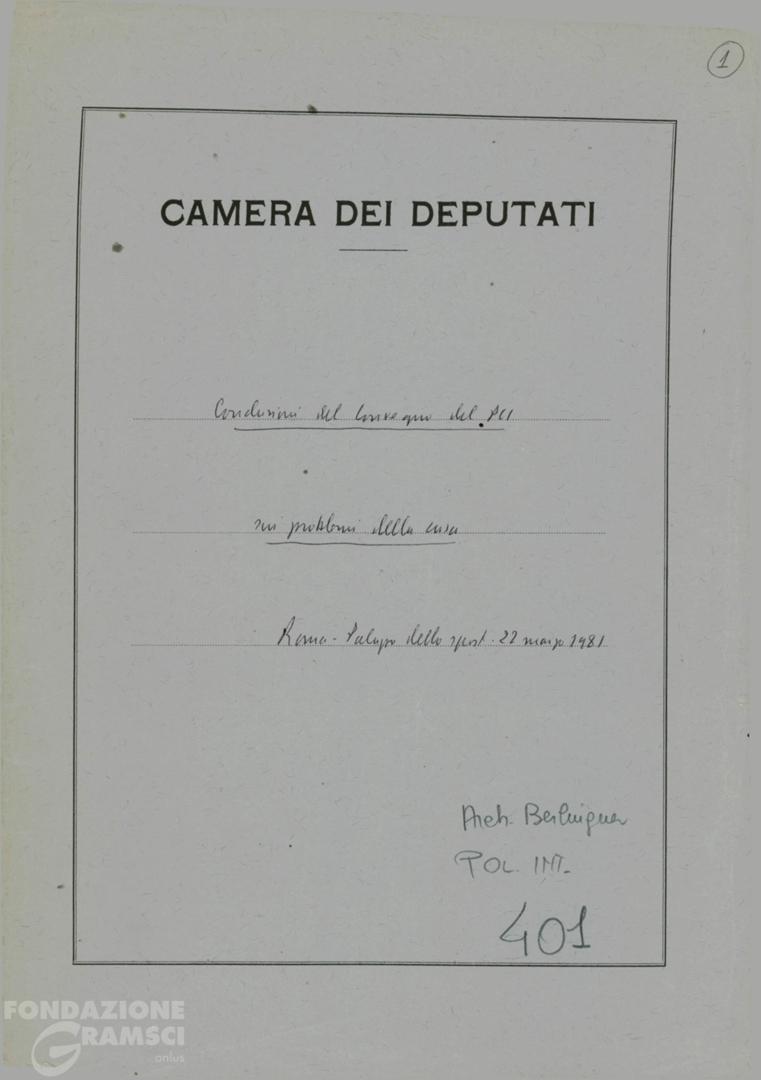 1
CAMERA DEI DEPUTATI
Conclusioni del Convegno del PCI
sui problemi della casa
Roma - Palazzo dello sport - 22 marzo 1981
Arch. Berlinguer
POL. INT.
401
FONDAZIONE
GRAMSCI
onlus